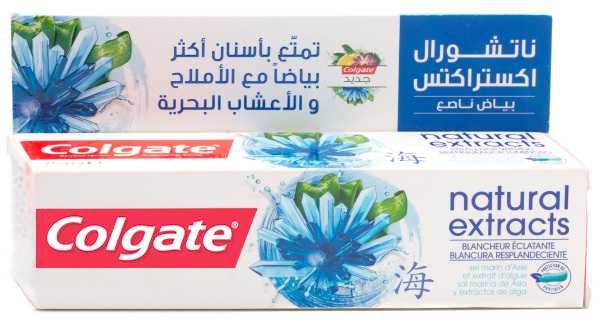 ناتشورال
اكستراكتس
بياض ناصع
تمتّع بأسنان أكثر
بياضاً مع الأملاح
و الأعشاب البحرية
Colgate
جديد
Colgate
natural
extracts
Colgate®
海
natural
extracts
BLANCHEUR ÉCLATANTE
BLANCURA RESPLANDECIENTE
sel marin d'Asie
et extrait d'algue
sal marina de Asia
y extractos de alga
海